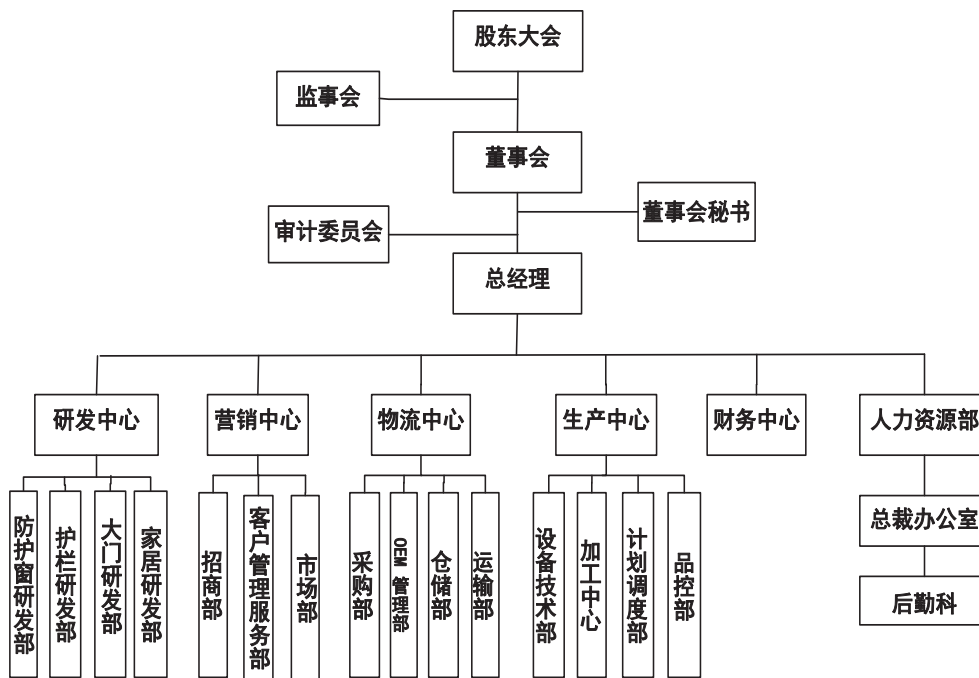 股东大会
监事会
董事会
董事会秘书
审计委员会
总经理
研发中心
营销中心
物流中心
生产中心
财务中心
人力资源部
防护窗研发部
护栏研发部
大门研发部
家居研发部
招商部
客户管理服务部
市场部
采购部
OEM 管理部
仓储部
运输部
设备技术部
加工中心
计划调度部
品控部
总裁办公室
后勤科